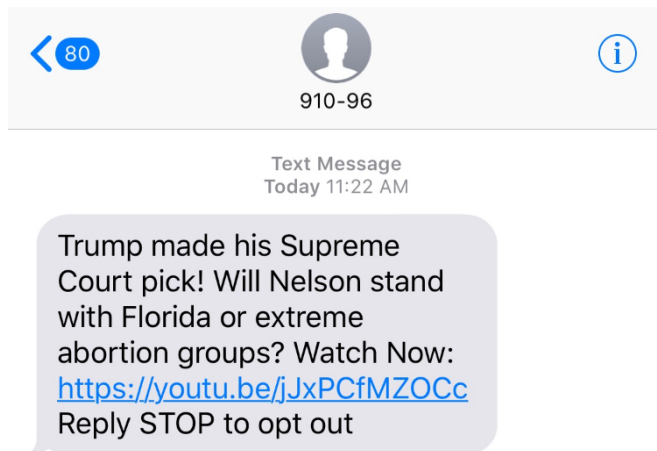 80
910-96
Text Message
Today 11:22 AM
Trump made his Supreme
Court pick! Will Nelson stand
with Florida or extreme
abortion groups? Watch Now:
https://youtu.be/jJxPCfMZOCc
Reply STOP to opt out